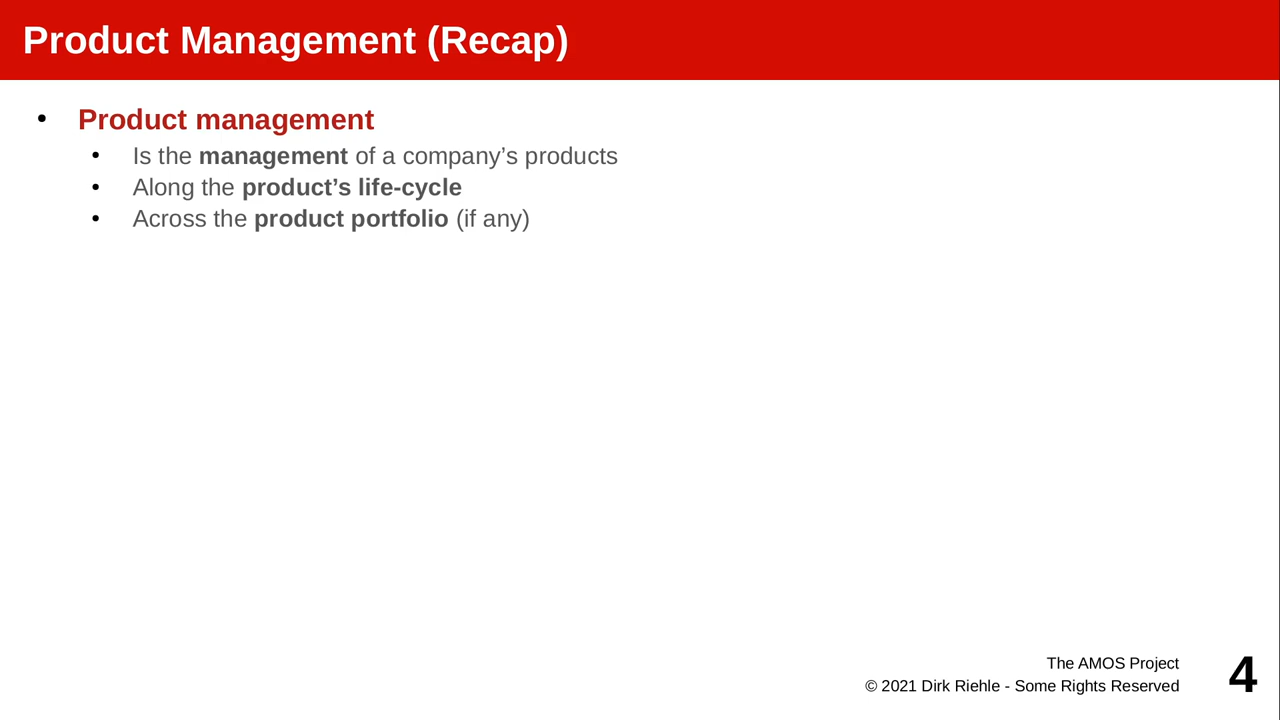 Product Management (Recap)
• Product management
• Is the management of a company’s products
• Along the product’s life-cycle
• Across the product portfolio (if any)
The AMOS Project
© 2021 Dirk Riehle - Some Rights Reserved
4